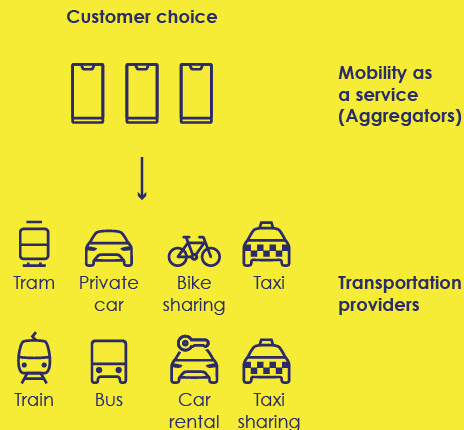 Customer choice
Mobility as
a service
(Aggregators)
Tram
Private
car
Bike
sharing
Taxi
Transportation
providers
Train
Bus
Car
rental
Taxi
sharing